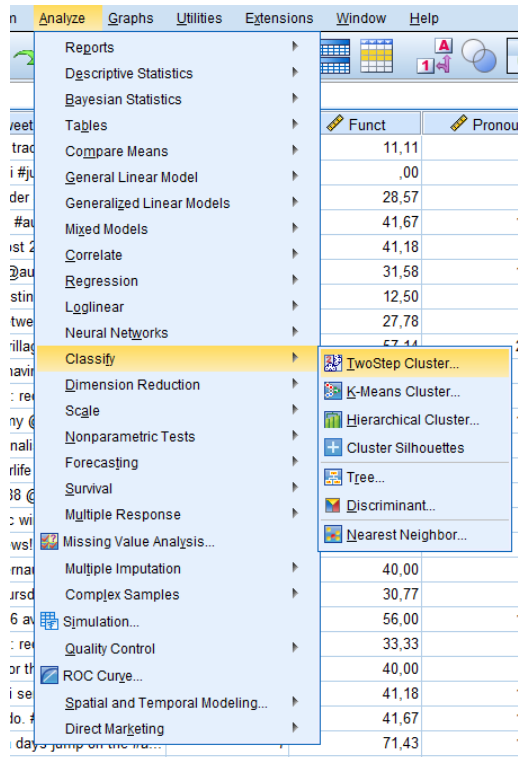 Analyze Graphs Utilities Extensions Window Help
A
1
Reports
Descriptive Statistics
Bayesian Statistics
Tables
Compare Means
General Linear Model
Generalized Linear Models
Mixed Models
Correlate
Regression
Loglinear
Neural Networks
Classify
Dimension Reduction
Scale
Nonparametric Tests
Forecasting
Survival
Multiple Response
Missing Value Analysis...
Multiple Imputation
Complex Samples
Simulation...
Quality Control
ROC Curve...
Spatial and Temporal Modeling...
Direct Marketing
TwoStep Cluster...
K-Means Cluster...
Hierarchical Cluster...
Cluster Silhouettes
Tree...
Discriminant...
Nearest Neighbor...
Funct Pronou
11,11
,00
28,57
41,67
41,18
31,58
12,50
27,78
57,14
40,00
30,77
56,00
33,33
40,00
41,18
41,67
71,43